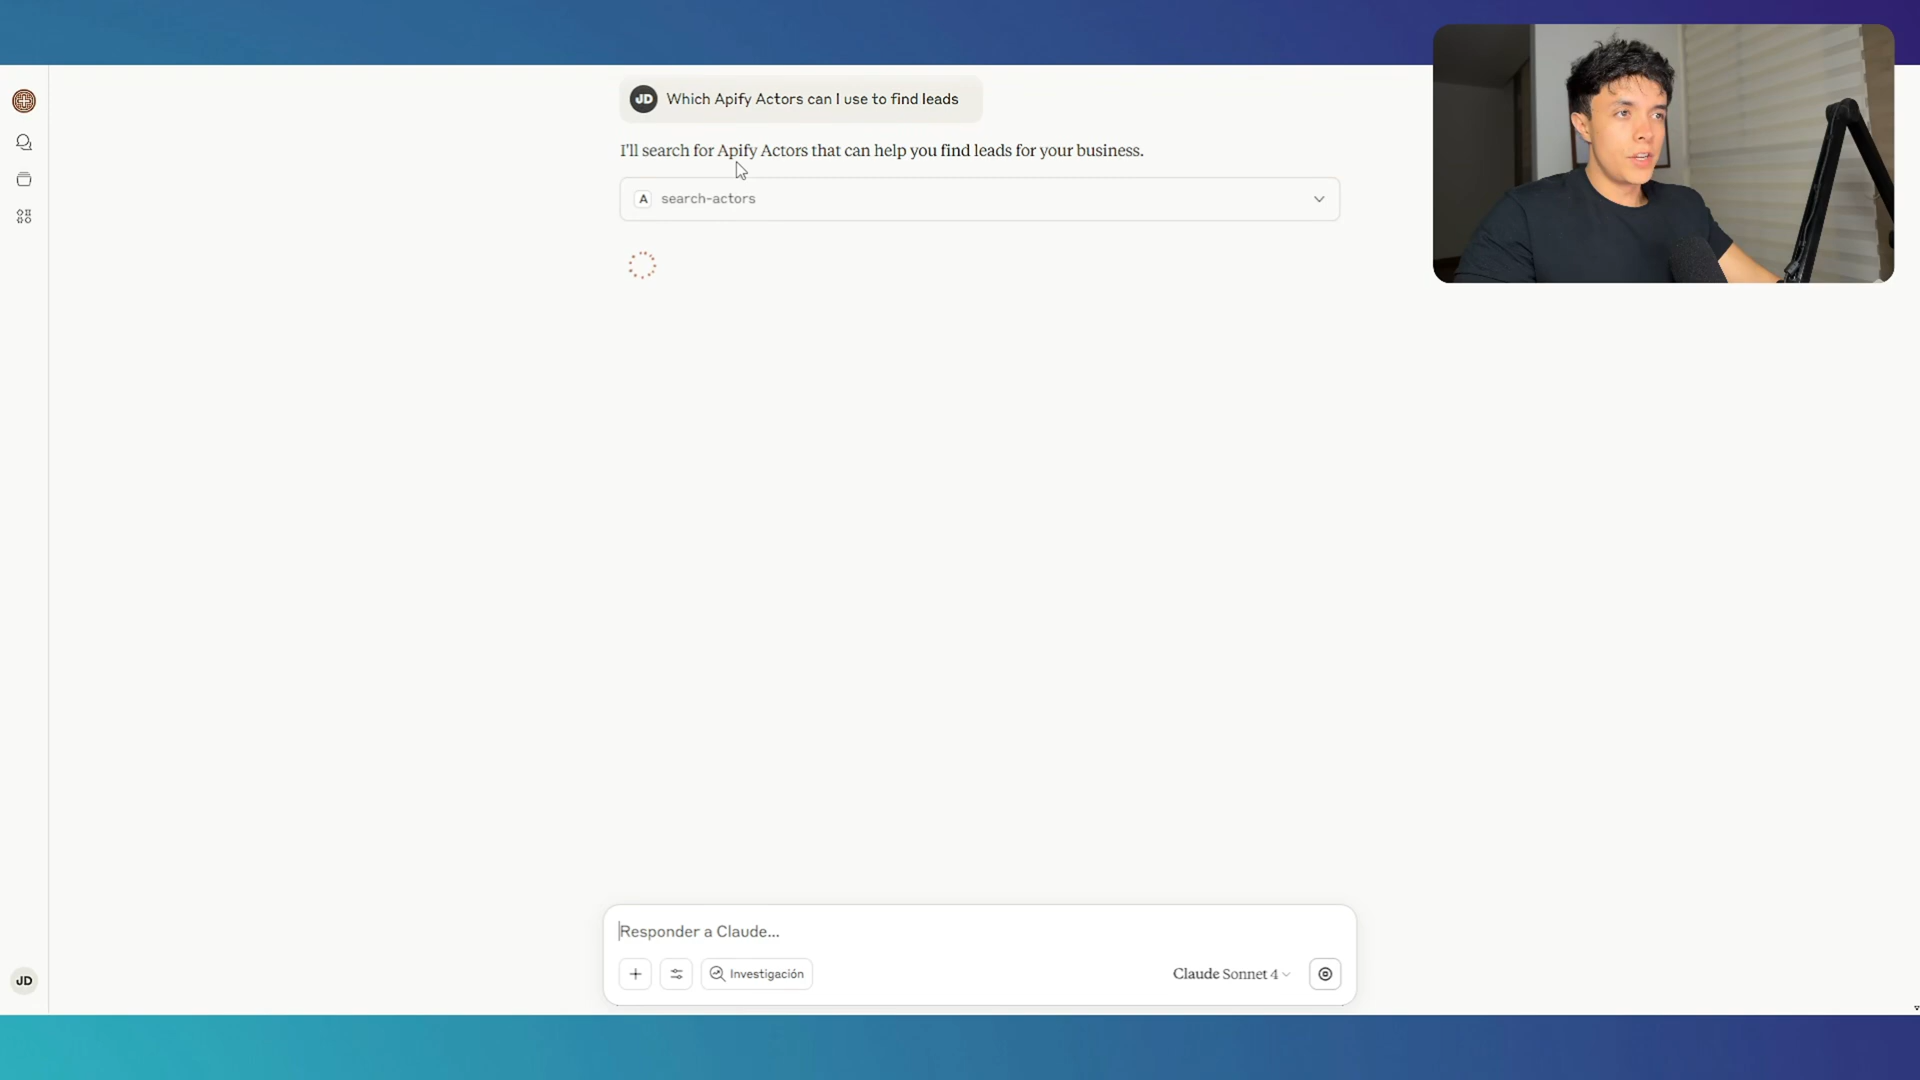 JD Which Apify Actors can I use to find leads
I'll search for Apify Actors that can help you find leads for your business.
A search-actors
Responder a Claude...
Investigación
Claude Sonnet 4
JD